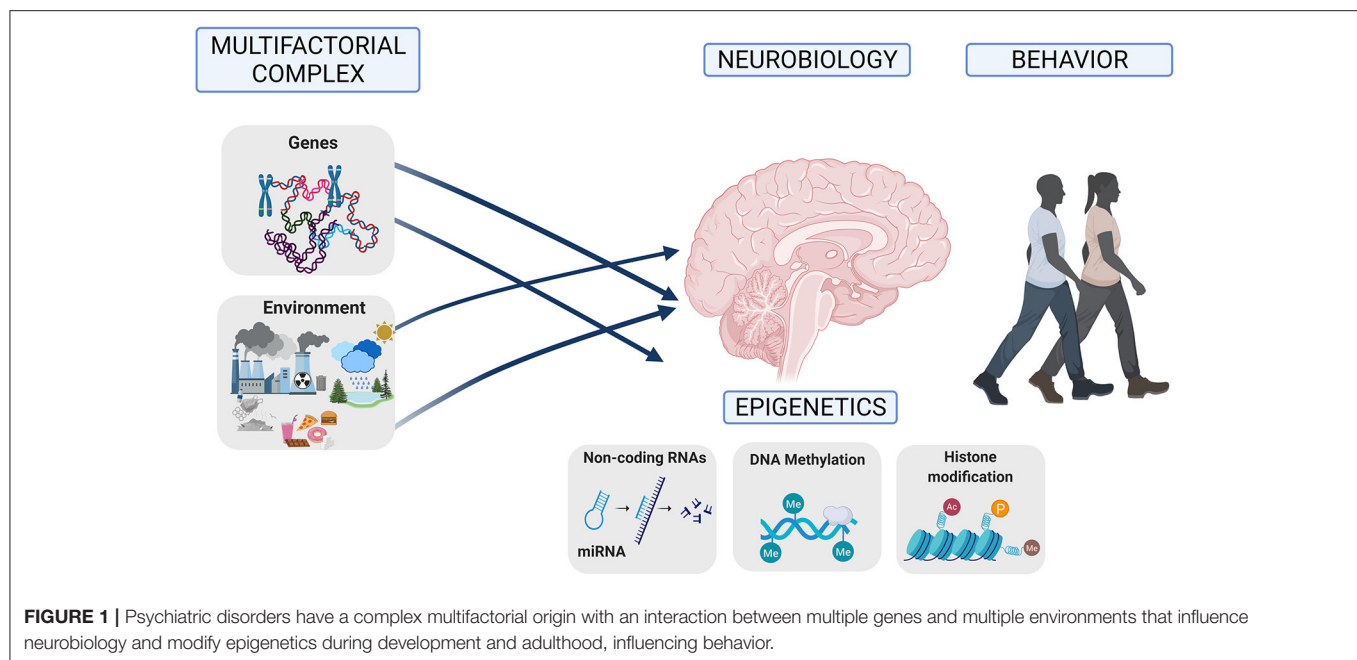 MULTIFACTORIAL
COMPLEX
NEUROBIOLOGY
BEHAVIOR
Genes
Environment
EPIGENETICS
Non-coding RNAs
miRNA
DNA Methylation
Me
Me
Me
Histone
modification
Ac
P
Me
FIGURE 1 | Psychiatric disorders have a complex multifactorial origin with an interaction between multiple genes and multiple environments that influence
neurobiology and modify epigenetics during development and adulthood, influencing behavior.